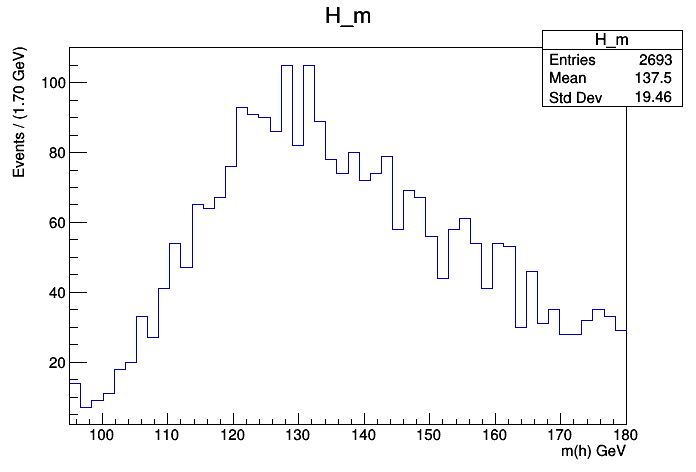 H_m
H_m
Entries 2693
Mean 137.5
Std Dev 19.46
Events / (1.70 GeV)
100
80
60
40
20
100 110 120 130 140 150 160 170 180
m(h) GeV